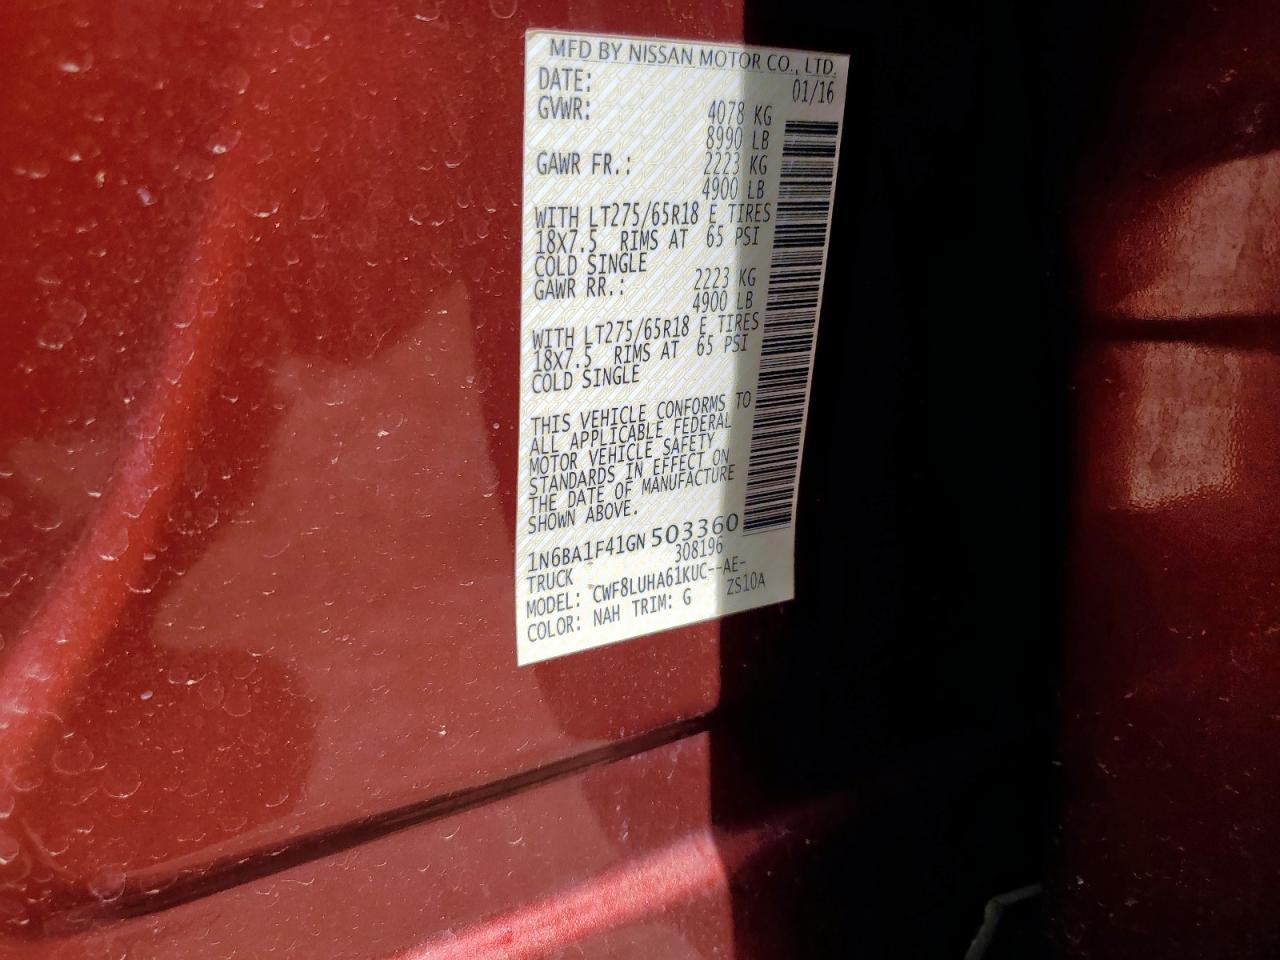 MFD BY NISSAN MOTOR CO., LTD.
DATE: 01/16
GVWR: 4078 KG
8990 LB
GAWR FR.: 2223 KG
4900 LB
WITH LT275/65R18 E TIRES
18X7.5 RIMS AT 65 PSI
COLD SINGLE
GAWR RR.: 2223 KG
4900 LB
WITH LT275/65R18 E TIRES
18X7.5 RIMS AT 65 PSI
COLD SINGLE
THIS VEHICLE CONFORMS TO
ALL APPLICABLE FEDERAL
MOTOR VEHICLE SAFETY
STANDARDS IN EFFECT ON
THE DATE OF MANUFACTURE
SHOWN ABOVE.
1N6BA1F41GN503360
TRUCK 308196
MODEL: CWF8LUHA61KUC--AE-
COLOR: NAH TRIM: G ZS10A